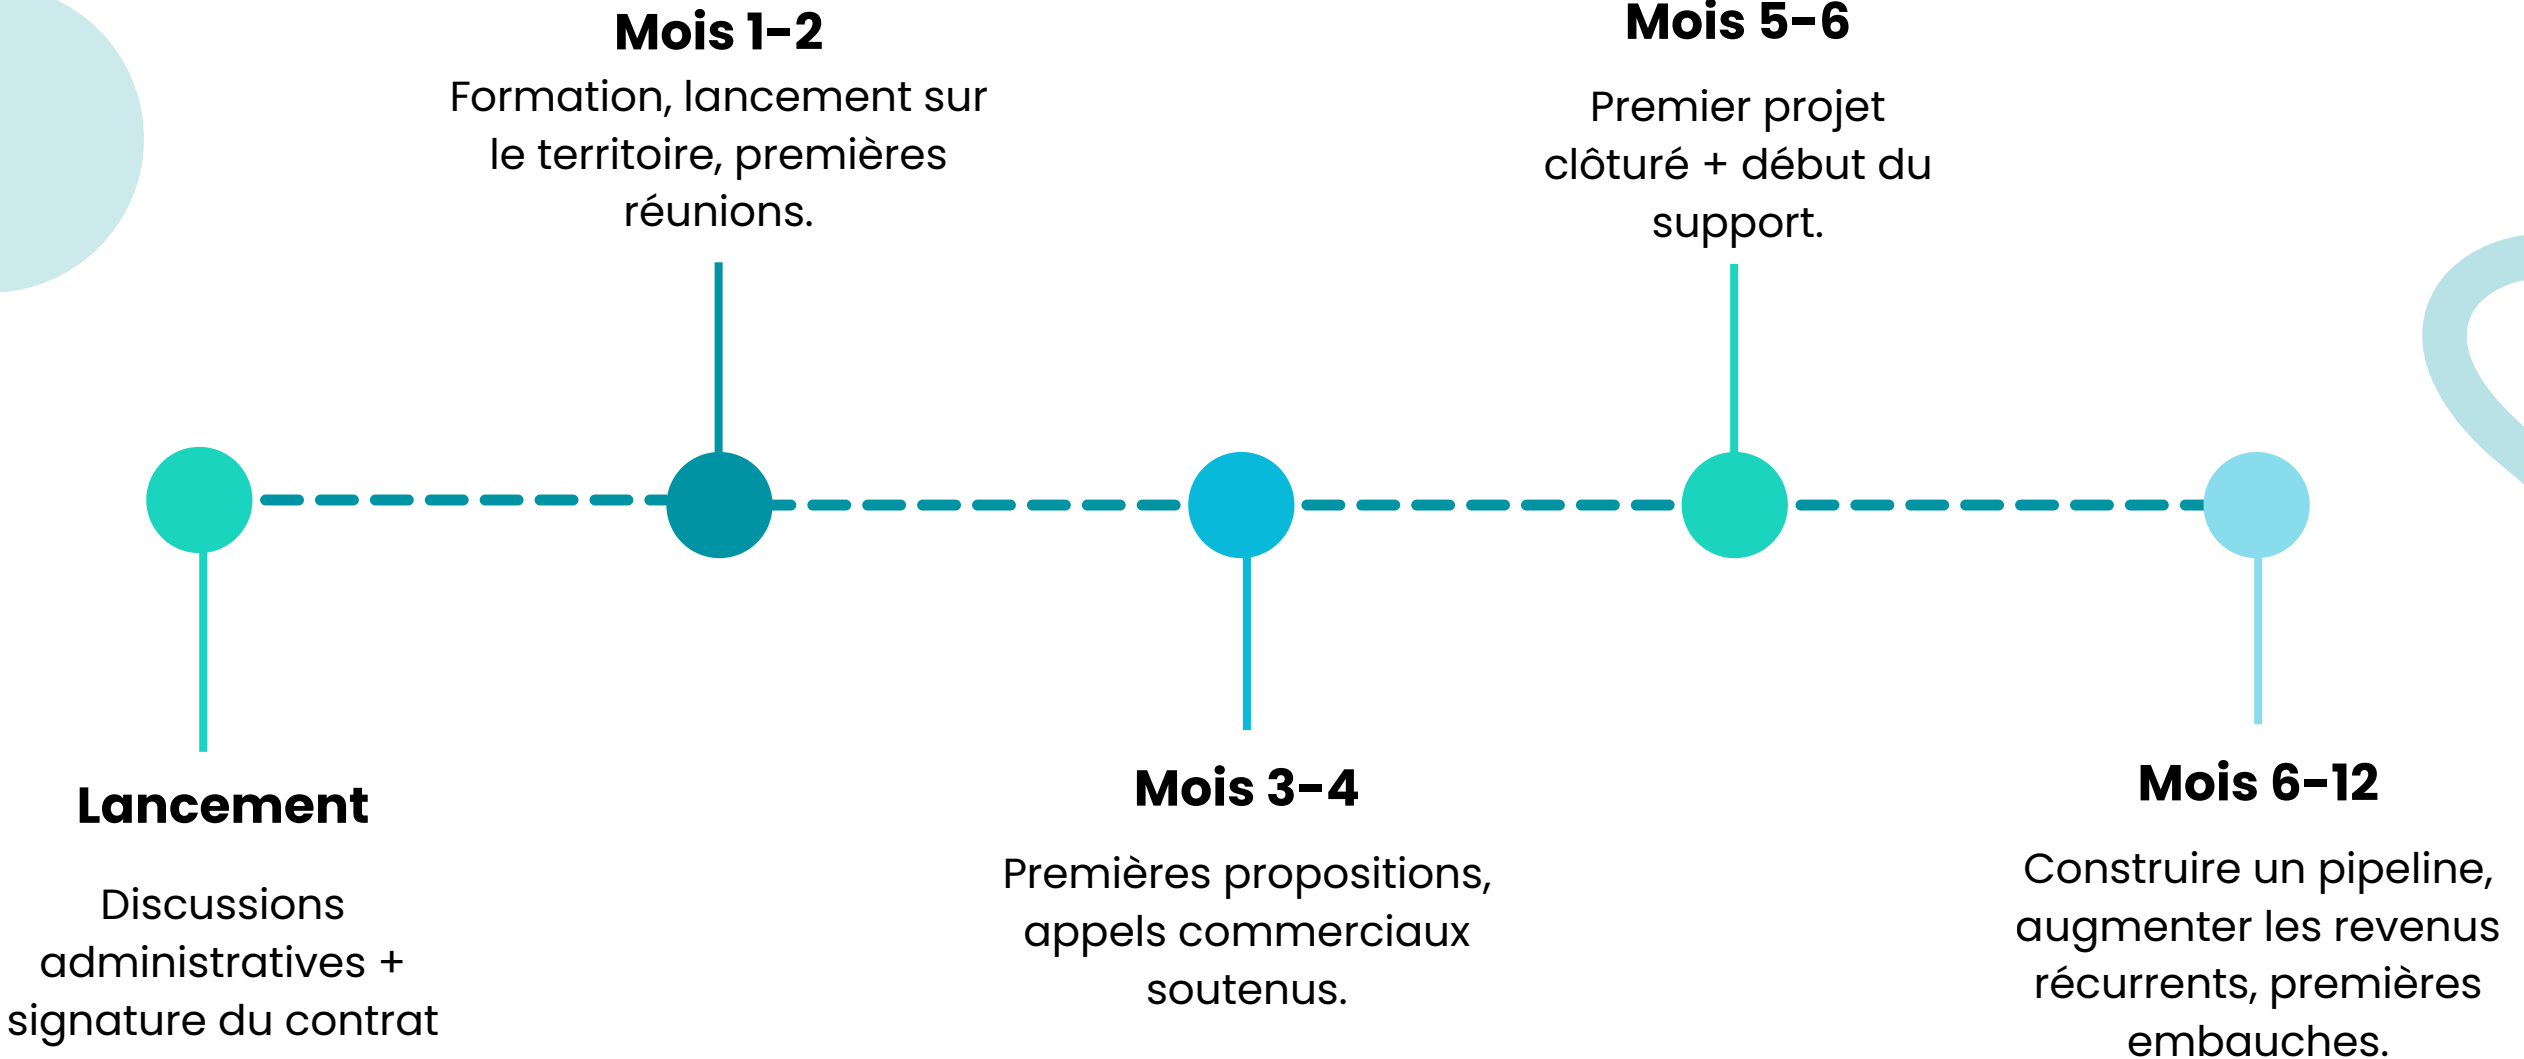 Mois 1-2
Formation, lancement sur
le territoire, premières
réunions.
Mois 5-6
Premier projet
clôturé + début du
support.
Lancement
Discussions
administratives +
signature du contrat
Mois 3-4
Premières propositions,
appels commerciaux
soutenus.
Mois 6-12
Construire un pipeline,
augmenter les revenus
récurrents, premières
embauches.